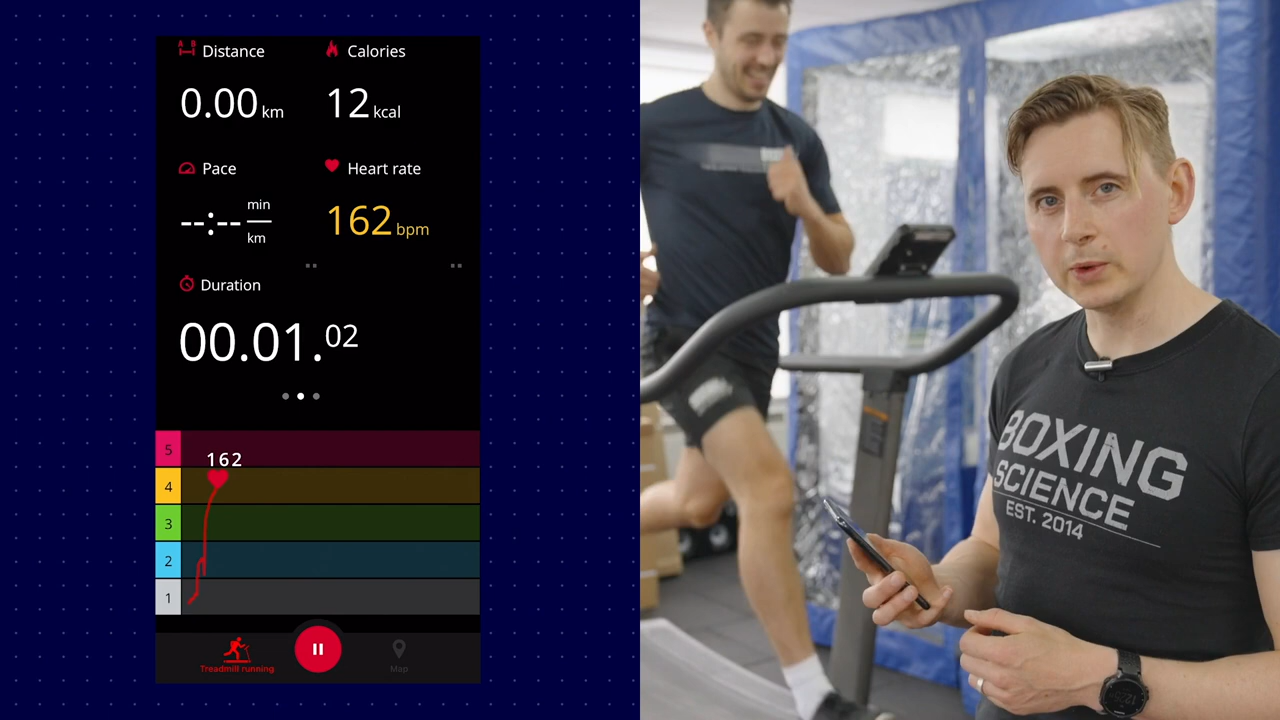 Distance
Calories
0.00 km
12 kcal
Pace
Heart rate
--:-- min
km
162 bpm
Duration
00.01.02
5
162
4
3
2
1
Treadmill running
Map
BOXING
SCIENCE
EST. 2014